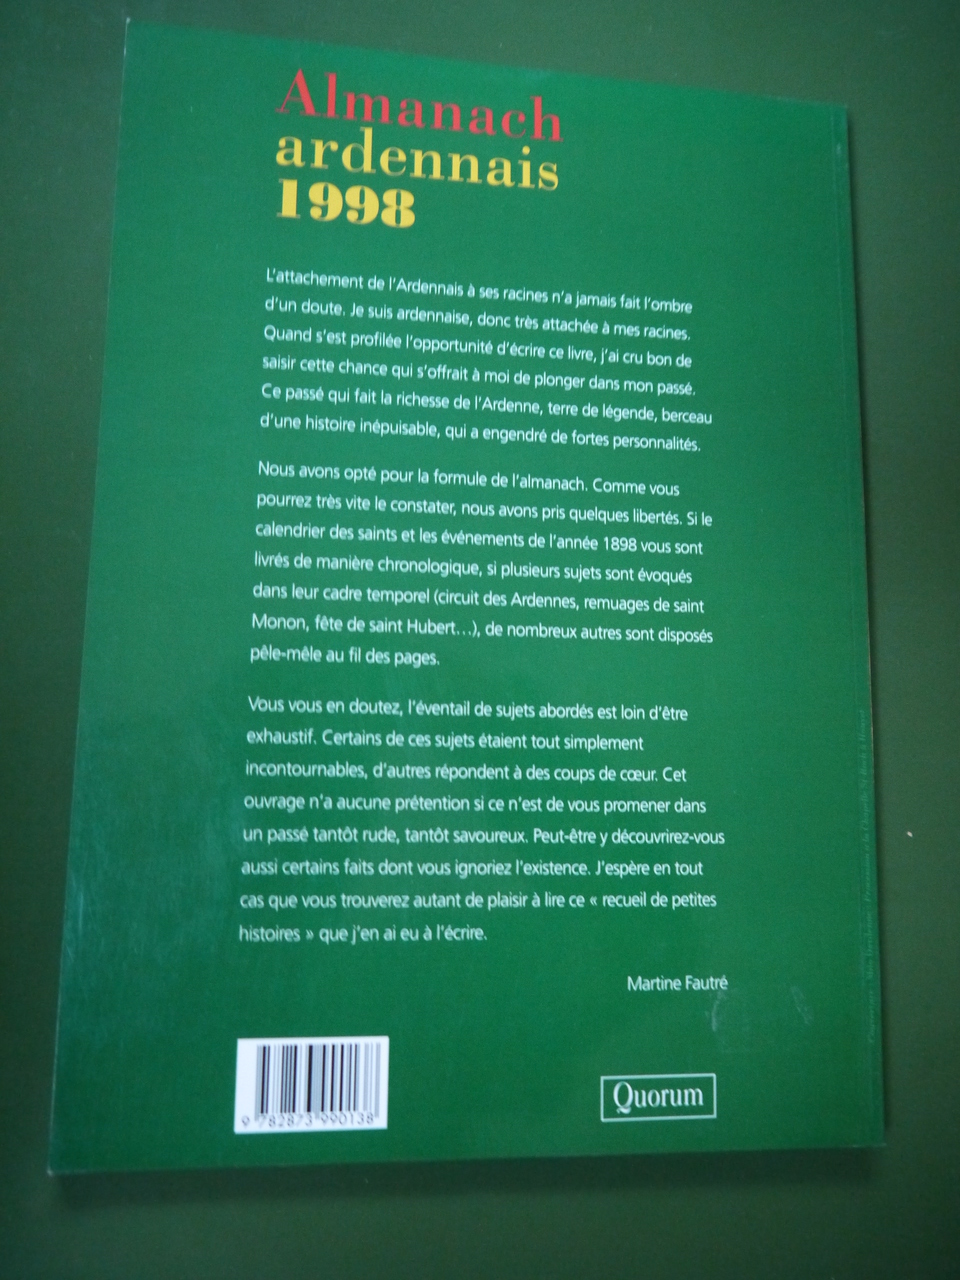 Almanach
ardennais
1998
L'attachement de l'Ardennais à ses racines n'a jamais fait l'ombre
d'un doute. Je suis ardennaise, donc très attachée à mes racines.
Quand s'est profilée l'opportunité d'écrire ce livre, j'ai cru bon de
saisir cette chance qui s'offrait à moi de plonger dans mon passé.
Ce passé qui fait la richesse de l'Ardenne, terre de légende, berceau
d'une histoire inépuisable, qui a engendré de fortes personnalités.
Nous avons opté pour la formule de l'almanach. Comme vous
pourrez très vite le constater, nous avons pris quelques libertés. Si le
calendrier des saints et les événements de l'année 1898 vous sont
livrés de manière chronologique, si plusieurs sujets sont évoqués
dans leur cadre temporel (circuit des Ardennes, remuages de saint
Monon, fête de saint Hubert...), de nombreux autres sont disposés
pêle-mêle au fil des pages.
Vous vous en doutez, l'éventail de sujets abordés est loin d'être
exhaustif. Certains de ces sujets étaient tout simplement
incontournables, d'autres répondent à des coups de cœur. Cet
ouvrage n'a aucune prétention si ce n'est de vous promener dans
un passé tantôt rude, tantôt savoureux. Peut-être y découvrirez-vous
aussi certains faits dont vous ignoriez l'existence. J'espère en tout
cas que vous trouverez autant de plaisir à lire ce « recueil de petites
histoires » que j'en ai eu à l'écrire.
Martine Fautré
9 782873 990138
Quorum